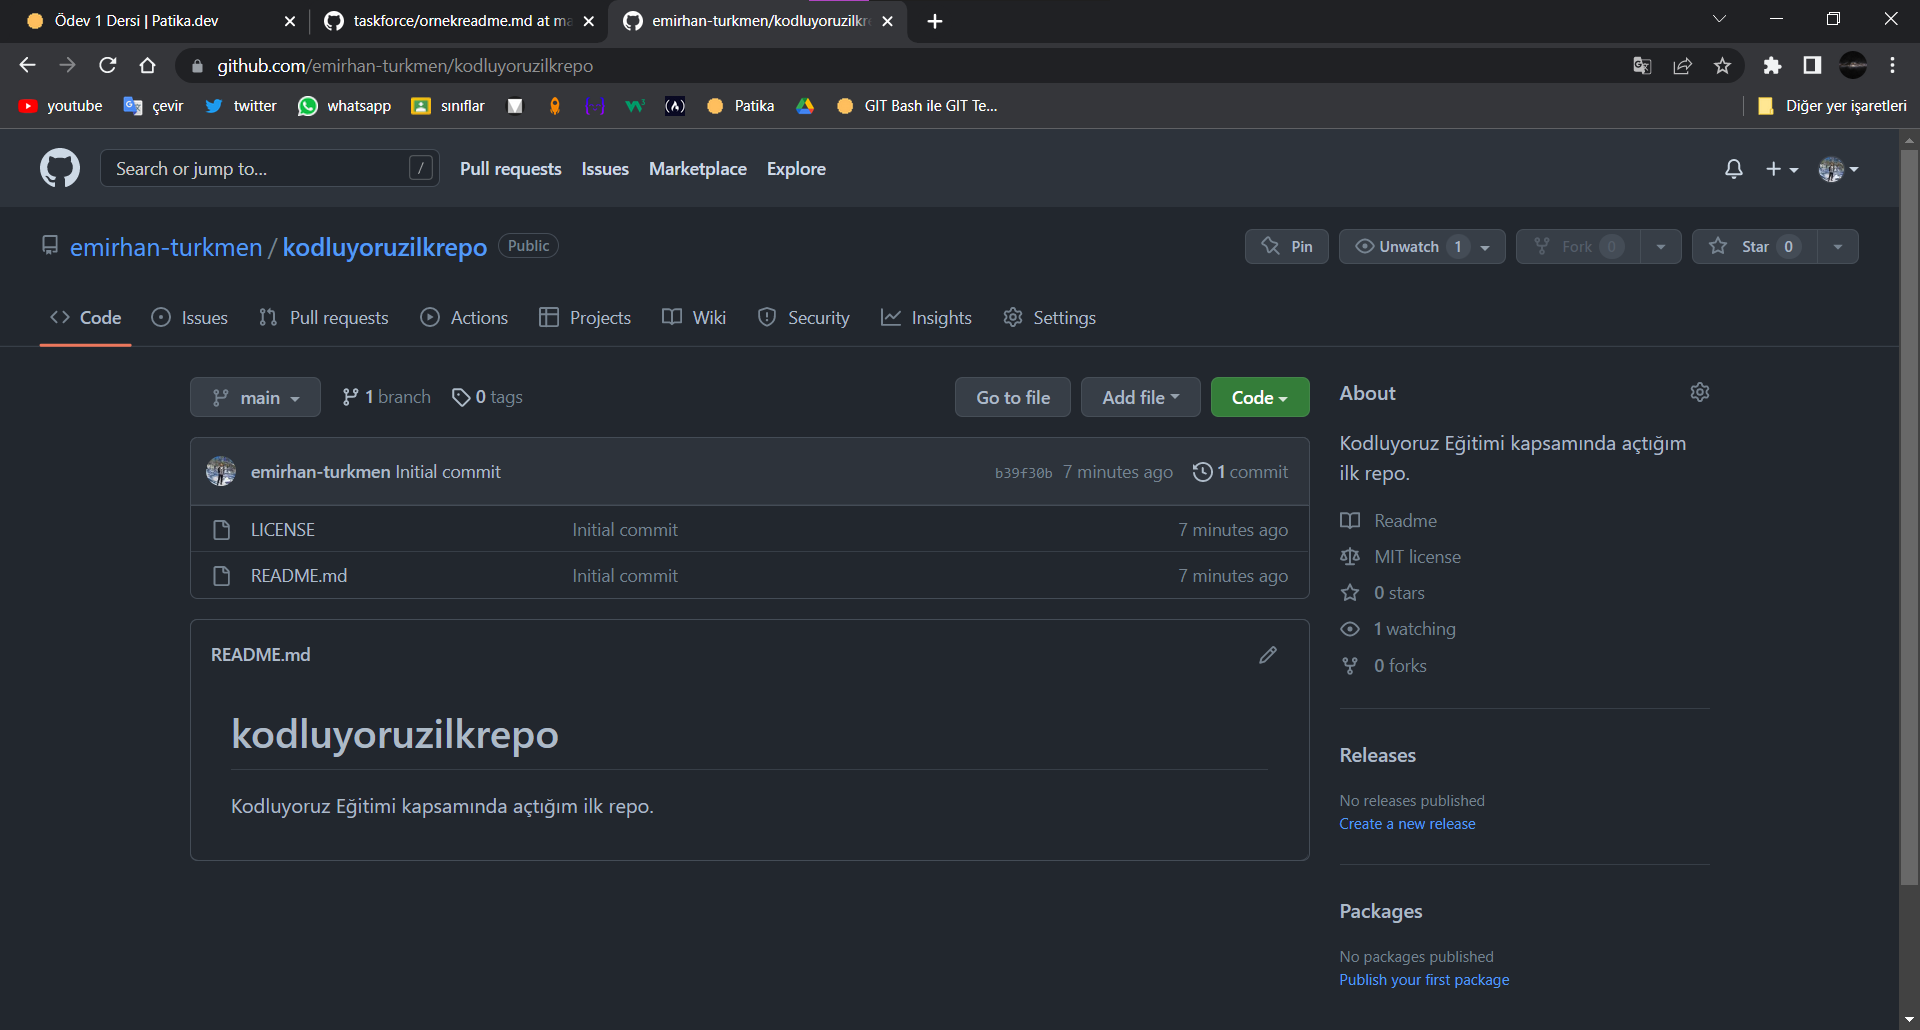 Ödev 1 Dersi | Patika.dev
taskforce/ornekreadme.md at ma
emirhan-turkmen/kodluyoruzilkre
github.com/emirhan-turkmen/kodluyoruzilkrepo
youtube
çevir
twitter
whatsapp
sınıflar
Patika
GIT Bash ile GIT Te...
Diğer yer işaretleri
Search or jump to...
/
Pull requests
Issues
Marketplace
Explore
emirhan-turkmen / kodluyoruzilkrepo
Public
Pin
Unwatch 1
Fork 0
Star 0
Code
Issues
Pull requests
Actions
Projects
Wiki
Security
Insights
Settings
main
1 branch
0 tags
Go to file
Add file
Code
emirhan-turkmen Initial commit
b39f30b 7 minutes ago
1 commit
LICENSE
Initial commit
7 minutes ago
README.md
Initial commit
7 minutes ago
README.md
kodluyoruzilkrepo
Kodluyoruz Eğitimi kapsamında açtığım ilk repo.
About
Kodluyoruz Eğitimi kapsamında açtığım
ilk repo.
Readme
MIT license
0 stars
1 watching
0 forks
Releases
No releases published
Create a new release
Packages
No packages published
Publish your first package